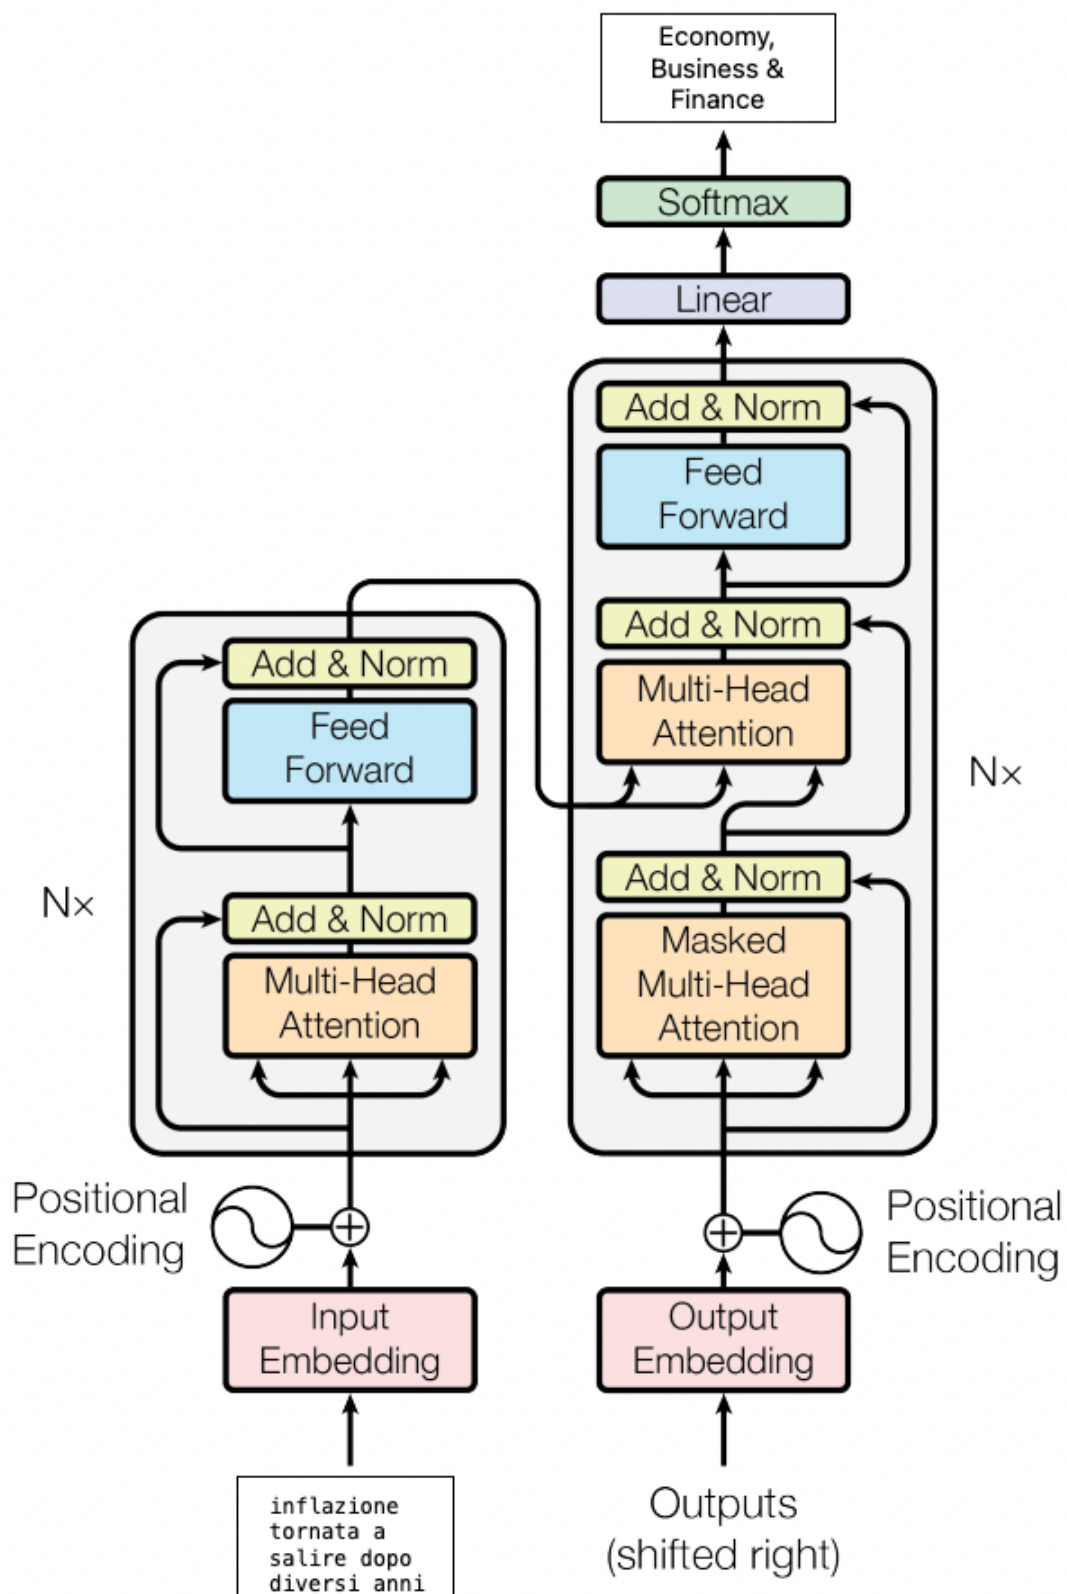 Economy,
Business &
Finance
Softmax
Linear
Add & Norm
Feed
Forward
Add & Norm
Multi-Head
Attention
Add & Norm
Masked
Multi-Head
Attention
N×
Add & Norm
Feed
Forward
Add & Norm
Multi-Head
Attention
N×
Positional
Encoding
Positional
Encoding
Input
Embedding
Output
Embedding
inflazione
tornata a
salire dopo
diversi anni
Outputs
(shifted right)